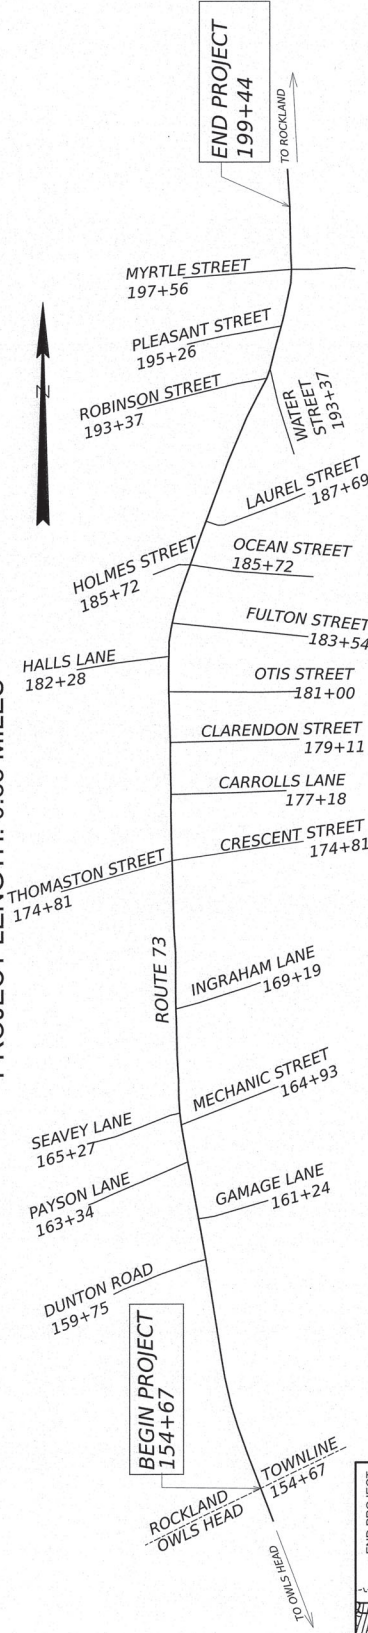 END PROJECT
199+44
TO ROCKLAND
MYRTLE STREET
197+56
PLEASANT STREET
195+26
ROBINSON STREET
193+37
WATER
STREET
193+37
N
LAUREL STREET
187+69
HOLMES STREET
185+72
OCEAN STREET
185+72
FULTON STREET
183+54
HALLS LANE
182+28
OTIS STREET
181+00
CLARENDON STREET
179+11
CARROLLS LANE
177+18
CRESCENT STREET
174+81
THOMASTON STREET
174+81
ROUTE 73
INGRAHAM LANE
169+19
MECHANIC STREET
164+93
SEAVEY LANE
165+27
PAYSON LANE
163+34
GAMAGE LANE
161+24
DUNTON ROAD
159+75
BEGIN PROJECT
154+67
TOWNLINE
154+67
ROCKLAND
OWLS HEAD
TO OWLS HEAD